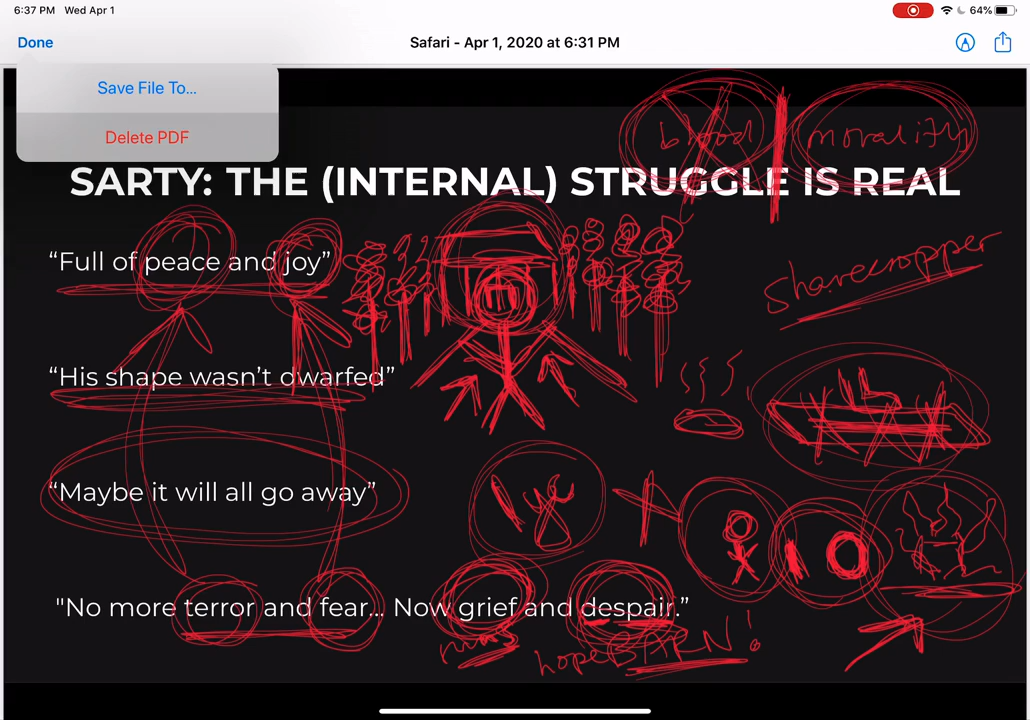 6:37 PM Wed Apr 1
64%
Done
Safari - Apr 1, 2020 at 6:31 PM
Save File To...
Delete PDF
blood
morality
SARTY: THE (INTERNAL) STRUGGLE IS REAL
“Full of peace and joy”
sharecropper
“His shape wasn’t dwarfed”
“Maybe it will all go away”
"No more terror and fear... Now grief and despair.”
hope BARN!